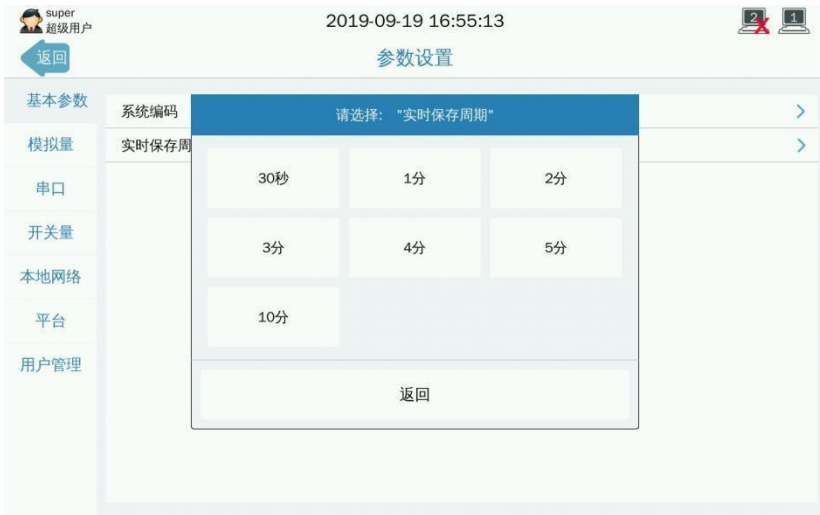 super
超级用户
2019-09-19 16:55:13
2
1
返回
参数设置
基本参数
模拟量
串口
开关量
本地网络
平台
用户管理
系统编码
实时保存周
请选择: "实时保存周期"
30秒
1分
2分
3分
4分
5分
10分
返回